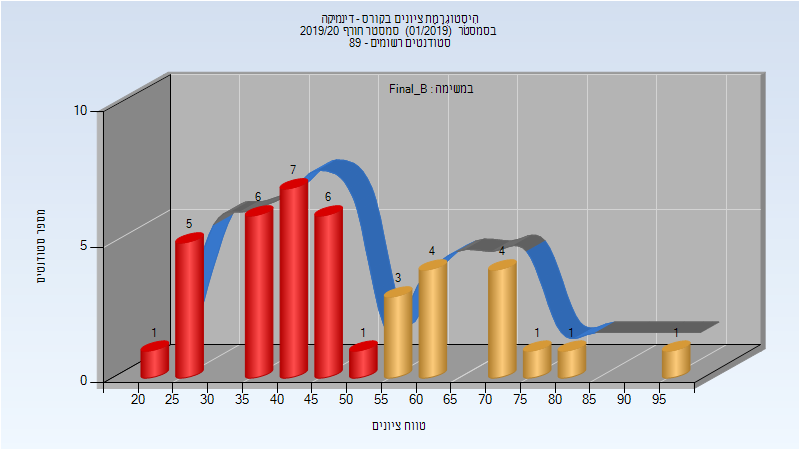 היסטוגרמת ציונים בקורס - דינמיקה
בסמסטר (01/2019) סמסטר חורף 2019/20
סטודנטים רשומים - 89
במשימה : Final_B
מספר סטודנטים
10
5
0
1
5
6
7
6
1
3
4
4
1
1
1
20 25 30 35 40 45 50 55 60 65 70 75 80 85 90 95
טווח ציונים